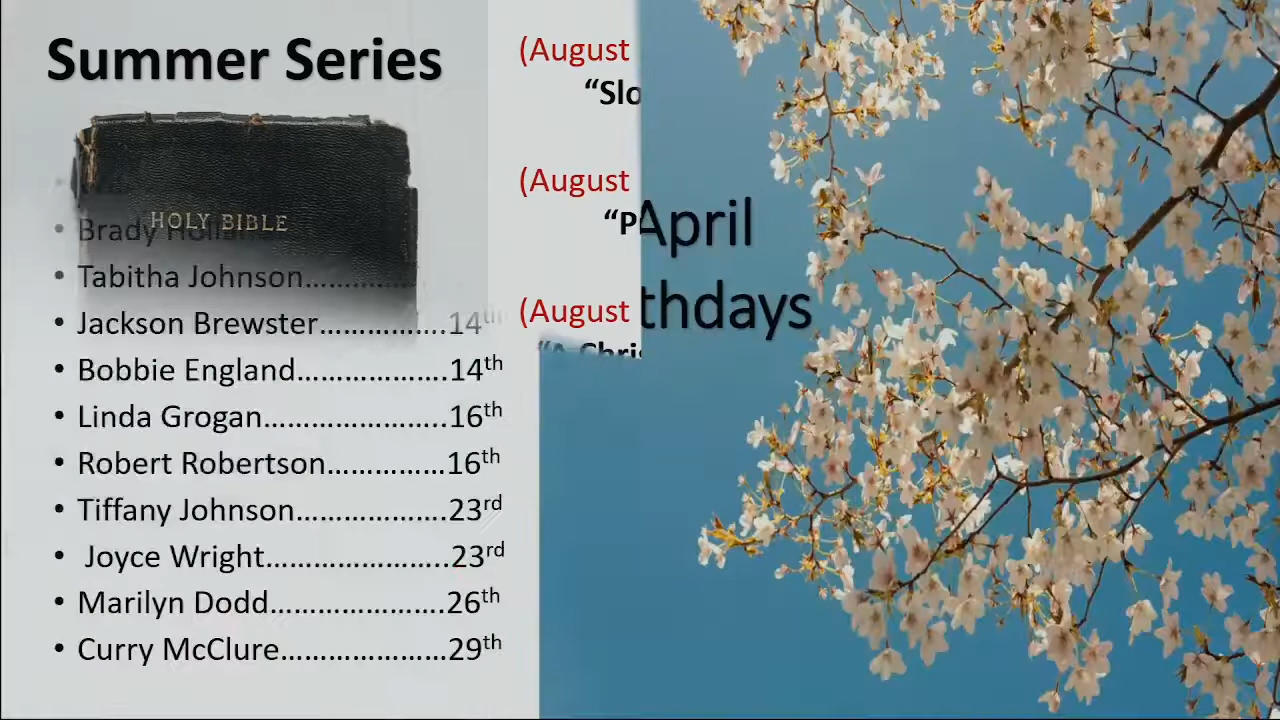 Summer Series
HOLY BIBLE
• Brady
• Tabitha Johnson……………
• Jackson Brewster…………....14th
• Bobbie England…………….14th
• Linda Grogan………………..16th
• Robert Robertson……………16th
• Tiffany Johnson………………23rd
• Joyce Wright…………………..23rd
• Marilyn Dodd………………..26th
• Curry McClure…………………29th
(August
“Slo
(August
“P
(August
April
thdays